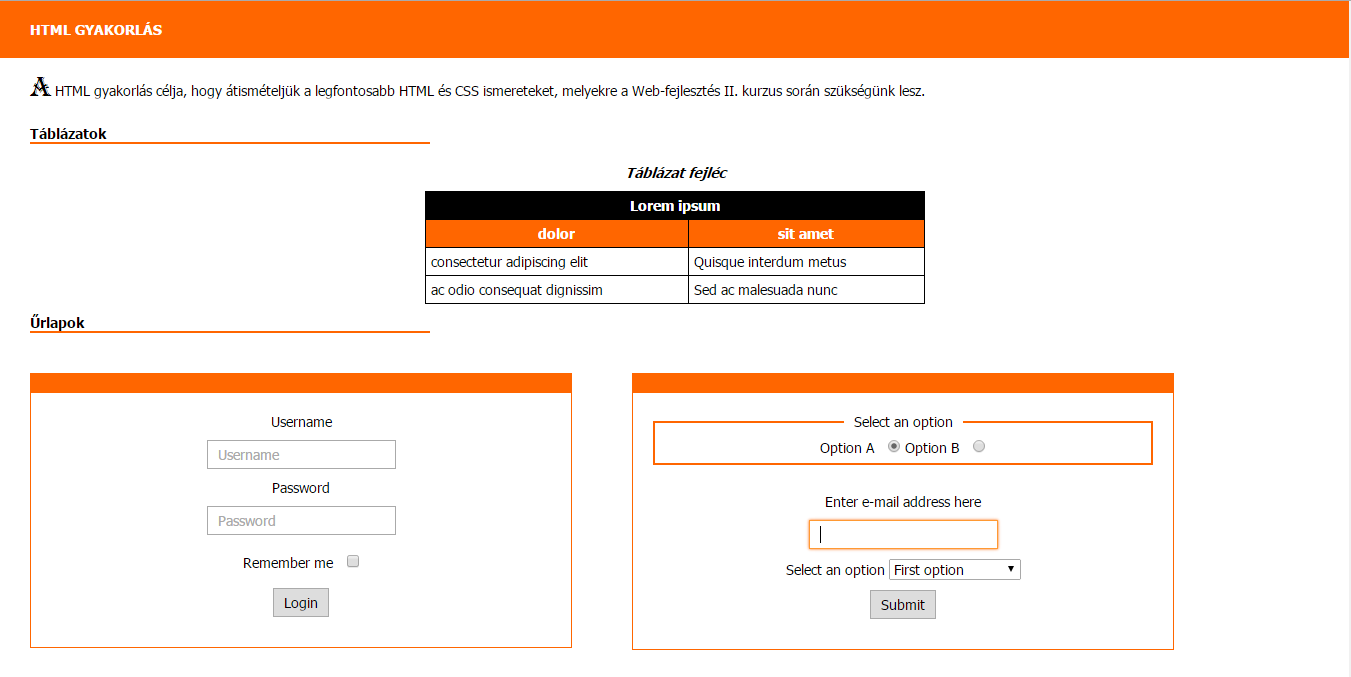 HTML GYAKORLÁS
A HTML gyakorlás célja, hogy átismételjük a legfontosabb HTML és CSS ismereteket, melyekre a Web-fejlesztés II. kurzus során szükségünk lesz.
Táblázatok
Táblázat fejléc
Lorem ipsum
dolor sit amet
consectetur adipiscing elit Quisque interdum metus
ac odio consequat dignissim Sed ac malesuada nunc
Űrlapok
Username
Username
Password
Password
Remember me
Login
Select an option
Option A Option B
Enter e-mail address here
Select an option First option
Submit